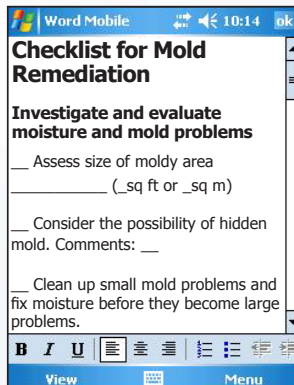 Word Mobile 10:14 ok
Checklist for Mold
Remediation
Investigate and evaluate
moisture and mold problems
__ Assess size of moldy area
___________ (_sq ft or _sq m)
__ Consider the possibility of hidden
mold. Comments: __
__ Clean up small mold problems and
fix moisture before they become large
problems.
B I U
View Menu